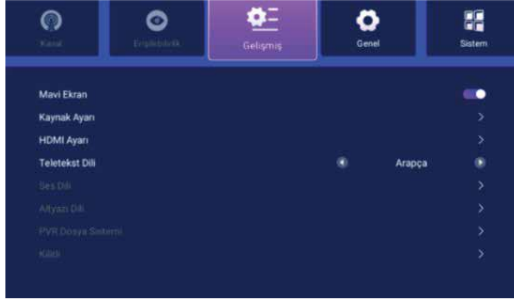 Kanal
Erişilebilirlik
Gelişmiş
Genel
Sistem
Mavi Ekran
Kaynak Ayarı
HDMI Ayarı
Teletekst Dili
Arapça
Ses Dili
Altyazı Dili
PVR Dosya Sistemi
Kilitli